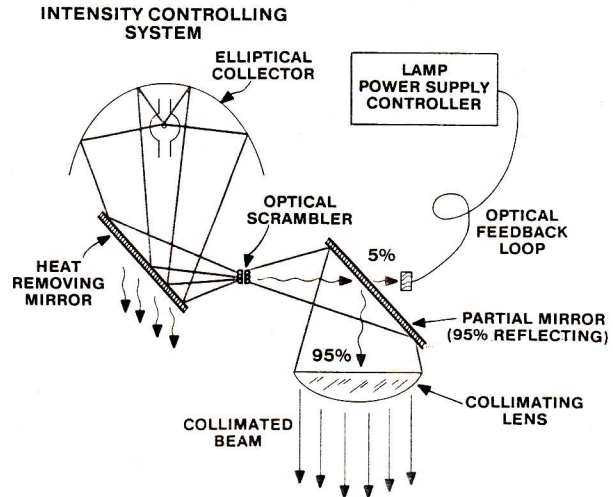 INTENSITY CONTROLLING
SYSTEM
ELLIPTICAL
COLLECTOR
LAMP
POWER SUPPLY
CONTROLLER
OPTICAL
SCRAMBLER
OPTICAL
FEEDBACK
LOOP
5%
HEAT
REMOVING
MIRROR
PARTIAL MIRROR
(95% REFLECTING)
95%
COLLIMATING
LENS
COLLIMATED
BEAM